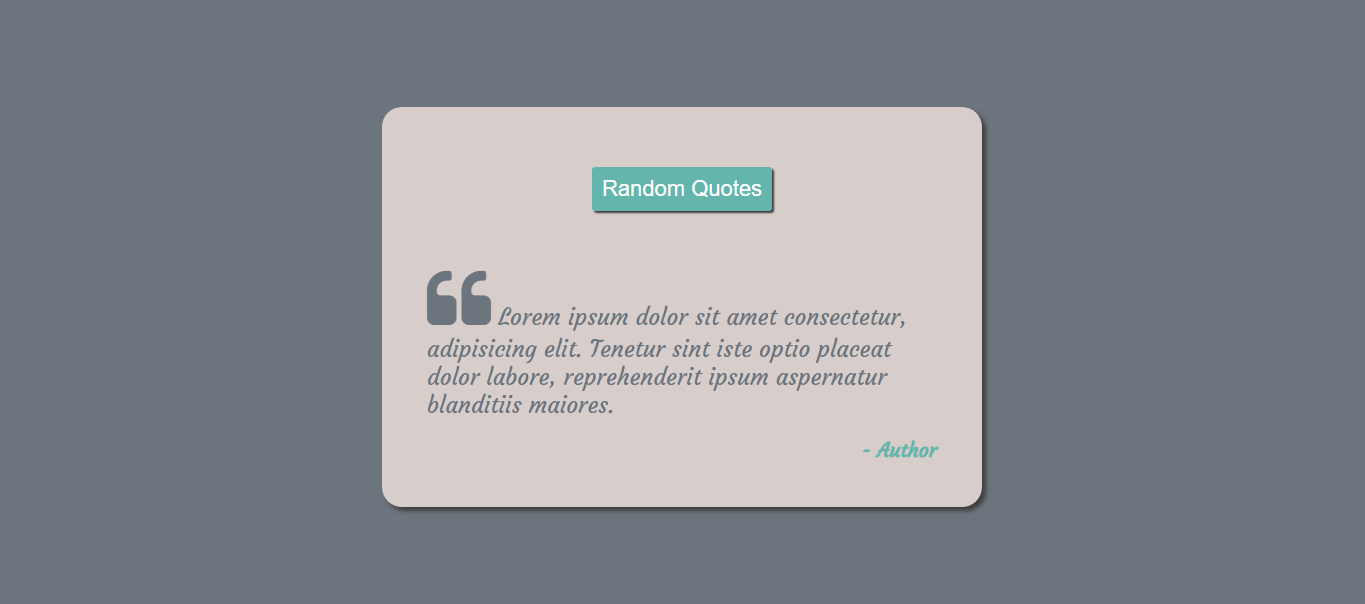 Random Quotes
❝ Lorem ipsum dolor sit amet consectetur,
adipisicing elit. Tenetur sint iste optio placeat
dolor labore, reprehenderit ipsum aspernatur
blanditiis maiores.
- Author